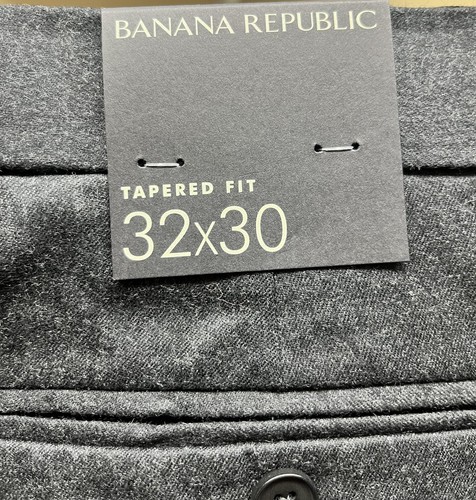 BANANA REPUBLIC
TAPERED FIT
32x30